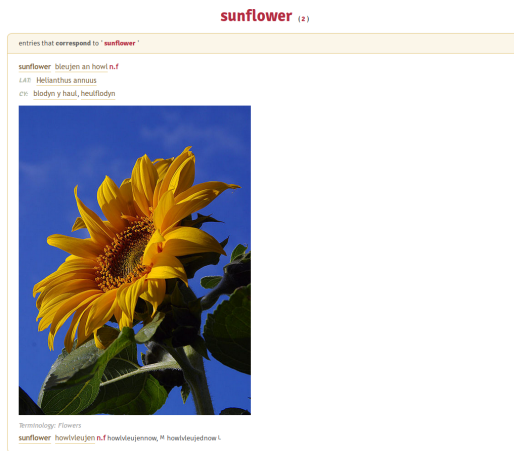 sunflower (2)
entries that correspond to ' sunflower '
sunflower bleujen an howl n.f
LAT: Helianthus annuus
CY: blodyn y haul, heulflodyn
Terminology: Flowers
sunflower howlvleujen n.f howlvleujennow, M howlvleujednow L